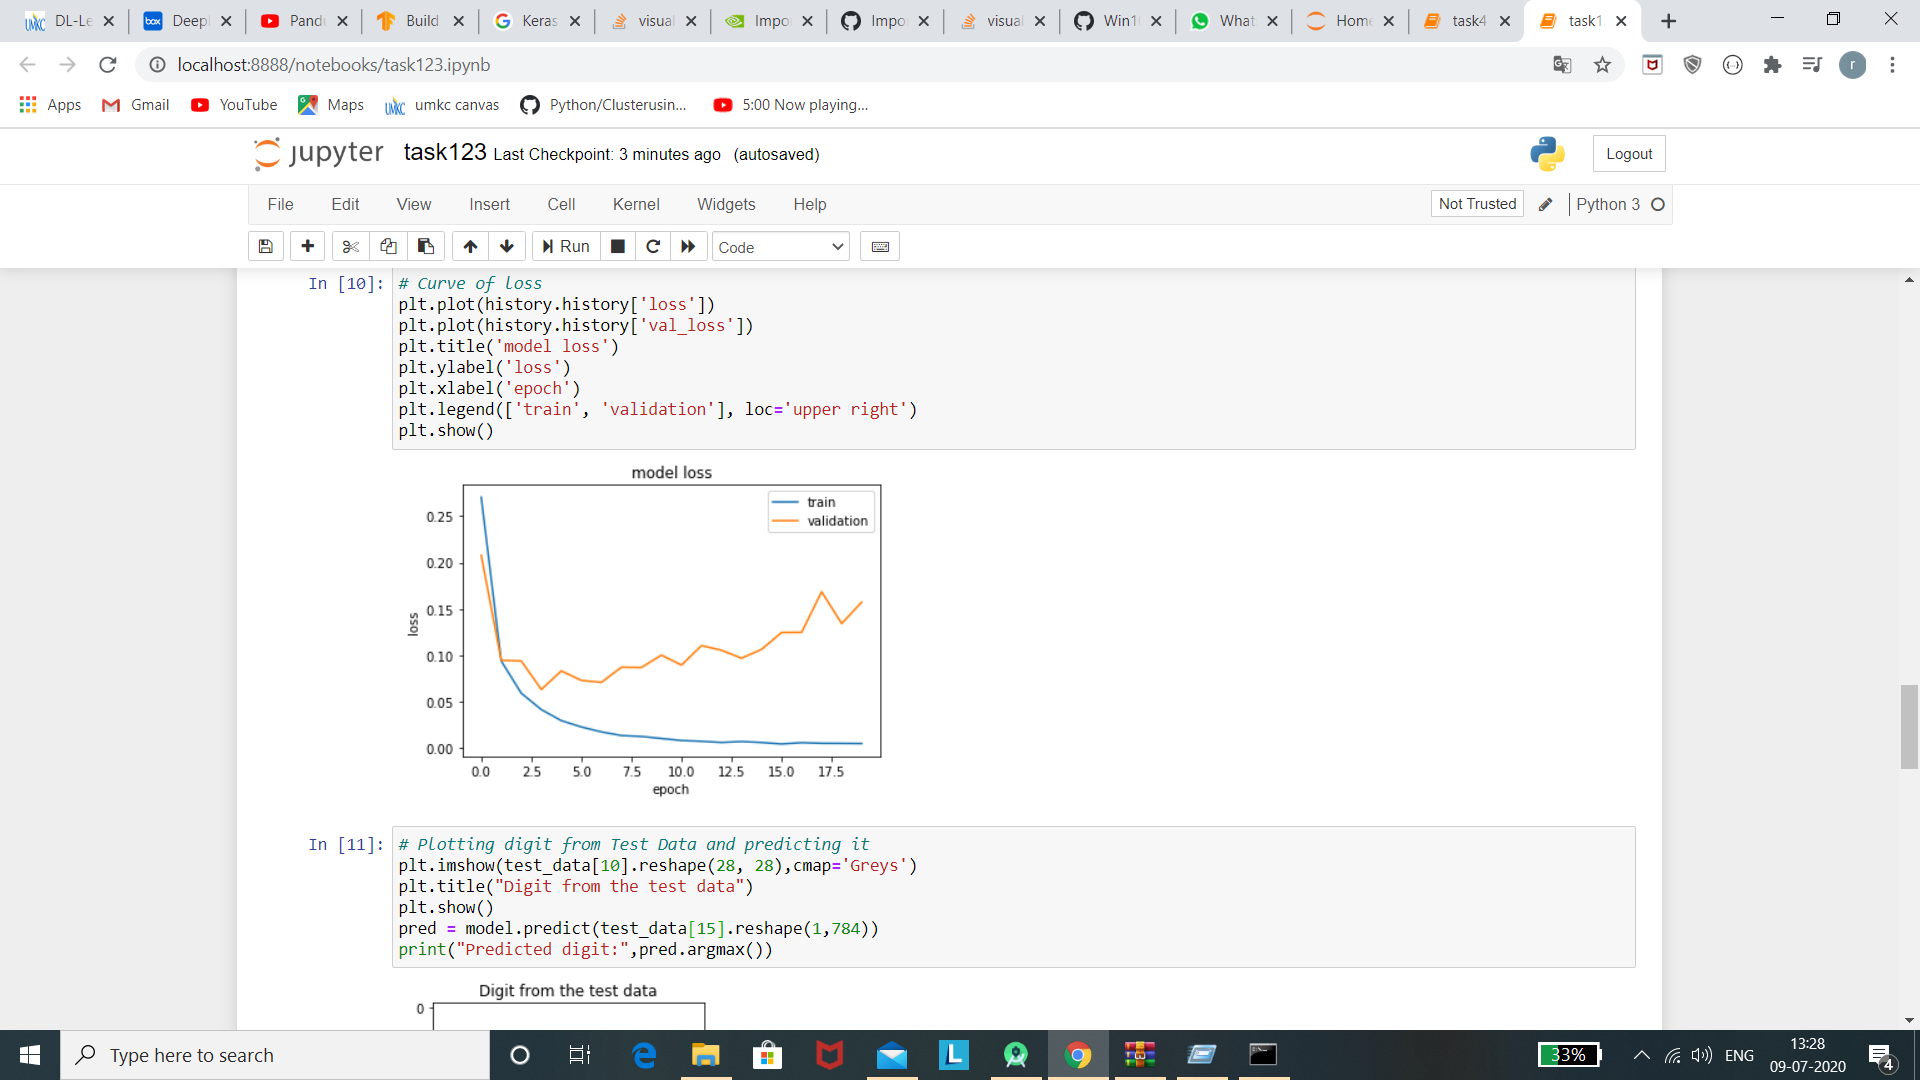 DL-Le
Deepl
Pandu
Build
Keras
visual
Impo
Impo
visual
Win1
What
Home
task4
task1
localhost:8888/notebooks/task123.ipynb
Apps Gmail YouTube Maps umkc canvas Python/Clusterusin... 5:00 Now playing...
jupyter task123 Last Checkpoint: 3 minutes ago (autosaved) Logout
File Edit View Insert Cell Kernel Widgets Help Not Trusted Python 3
Run Code
In [10]: # Curve of loss
plt.plot(history.history['loss'])
plt.plot(history.history['val_loss'])
plt.title('model loss')
plt.ylabel('loss')
plt.xlabel('epoch')
plt.legend(['train', 'validation'], loc='upper right')
plt.show()
model loss
train
validation
0.25
0.20
0.15
0.10
0.05
0.00
loss
0.0 2.5 5.0 7.5 10.0 12.5 15.0 17.5
epoch
In [11]: # Plotting digit from Test Data and predicting it
plt.imshow(test_data[10].reshape(28, 28),cmap='Greys')
plt.title("Digit from the test data")
plt.show()
pred = model.predict(test_data[15].reshape(1,784))
print("Predicted digit:",pred.argmax())
Digit from the test data
0
Type here to search
33%
ENG
13:28
09-07-2020
4